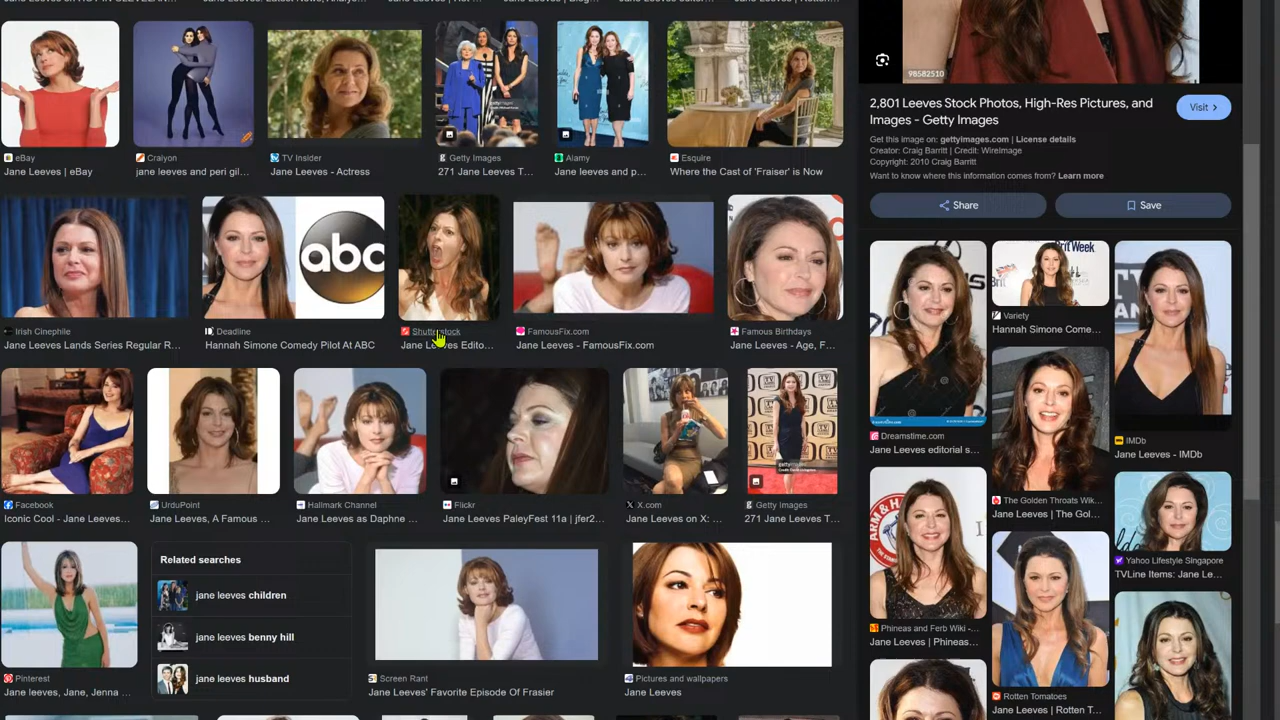 eBay
Jane Leeves | eBay
Craiyon
jane leeves and peri gil...
TV Insider
Jane Leeves - Actress
Getty Images
271 Jane Leeves T...
Alamy
Jane leeves and p...
Esquire
Where the Cast of 'Fraiser' is Now
abc
Irish Cinephile
Jane Leeves Lands Series Regular R...
Deadline
Hannah Simone Comedy Pilot At ABC
Shutterstock
Jane Leeves Edito...
FamousFix.com
Jane Leeves - FamousFix.com
Famous Birthdays
Jane Leeves - Age, F...
Facebook
Iconic Cool - Jane Leeves...
UrduPoint
Jane Leeves, A Famous ...
Hallmark Channel
Jane Leeves as Daphne ...
Flickr
Jane Leeves PaleyFest 11a | jfer2...
X.com
Jane Leeves on X: ...
gettyimages
Getty Images
271 Jane Leeves T...
Pinterest
Jane leeves, Jane, Jenna ...
Related searches
jane leeves children
jane leeves benny hill
jane leeves husband
Screen Rant
Jane Leeves' Favorite Episode Of Frasier
Pictures and wallpapers
Jane Leeves
98582510
2,801 Leeves Stock Photos, High-Res Pictures, and
Images - Getty Images
Visit
Get this image on: gettyimages.com | License details
Creator: Craig Barritt | Credit: WireImage
Copyright: 2010 Craig Barritt
Want to know where this information comes from? Learn more
Share
Save
Dreamstime.com
Jane Leeves editorial s...
BritWeek
Variety
Hannah Simone Come...
IMDb
Jane Leeves - IMDb
The Golden Throats Wik...
Jane Leeves | The Gol...
ARM & H
Phineas and Ferb Wiki -...
Jane Leeves | Phineas...
Yahoo Lifestyle Singapore
TVLine Items: Jane Le...
Rotten Tomatoes
Jane Leeves | Rotten T...